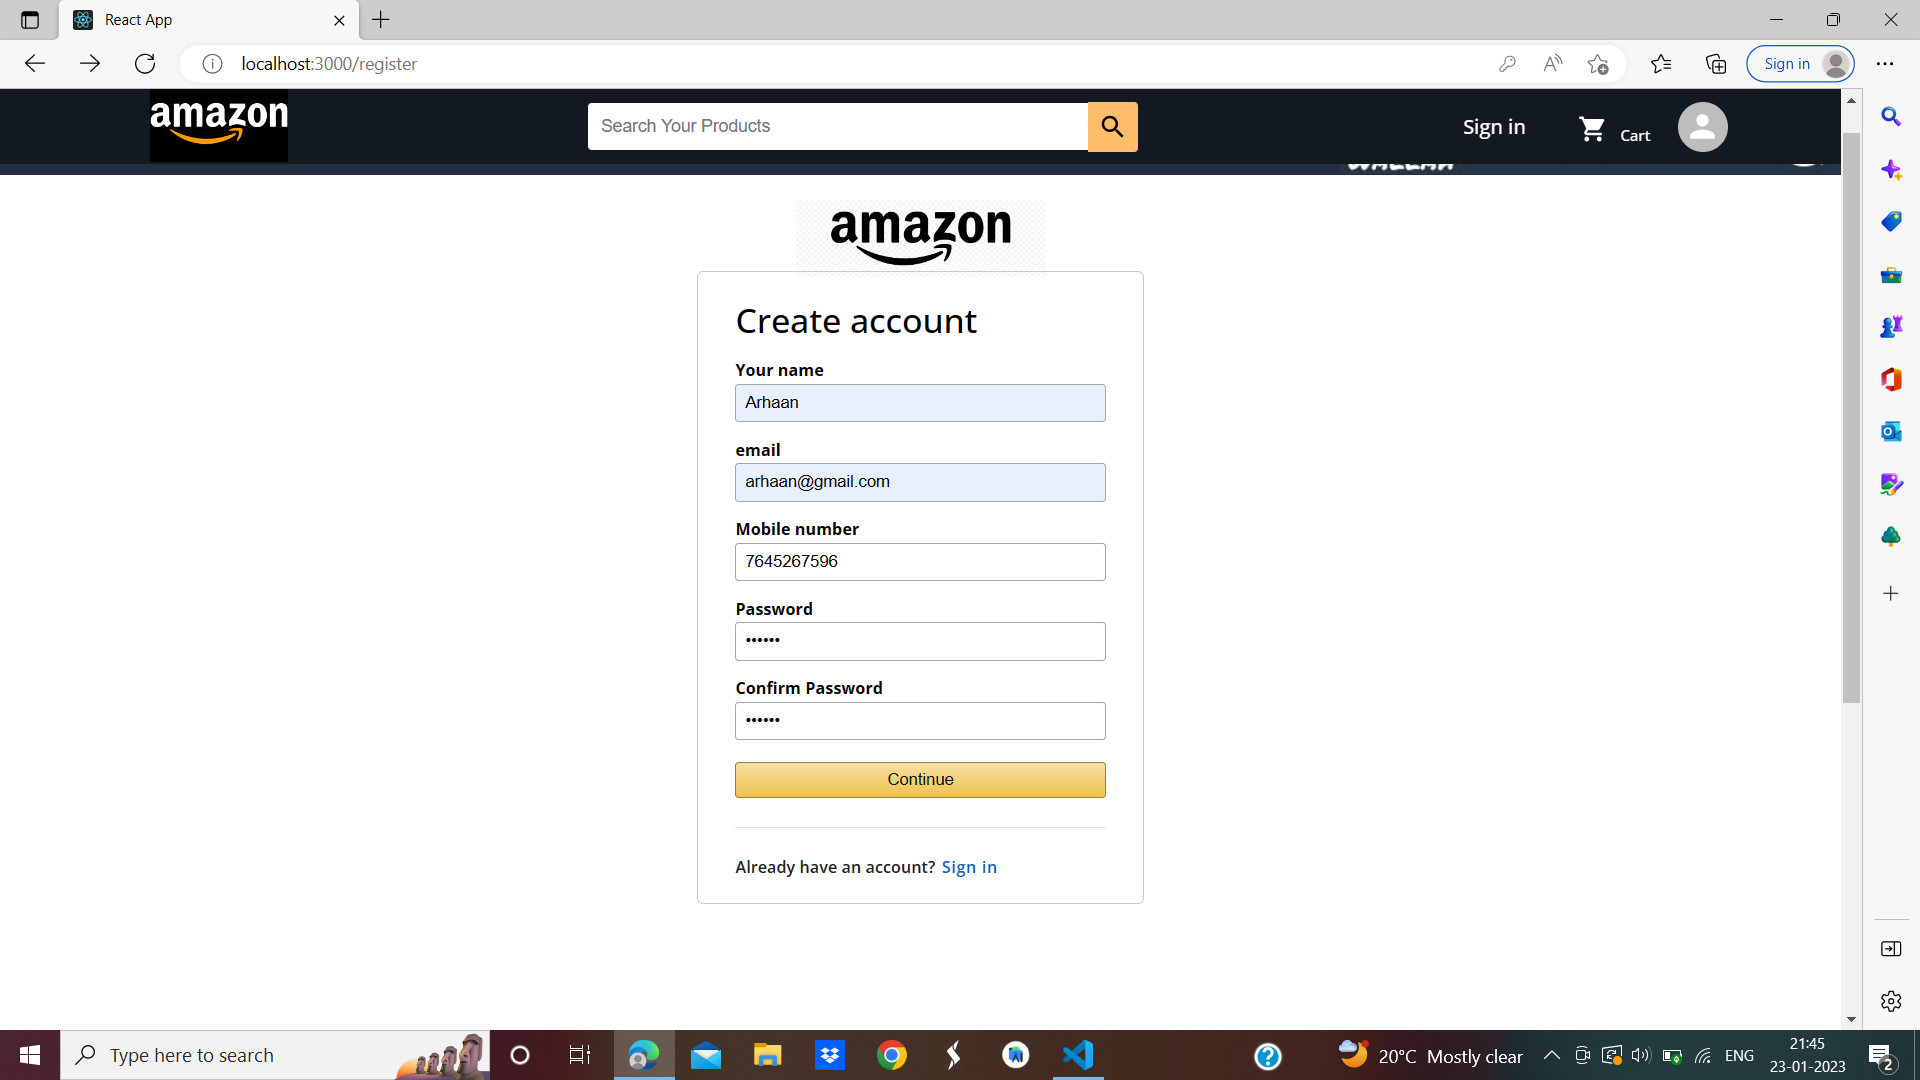 React App
localhost:3000/register
Sign in
amazon
Search Your Products
Sign in
Cart
amazon
Create account
Your name
Arhaan
email
arhaan@gmail.com
Mobile number
7645267596
Password
••••••
Confirm Password
••••••
Continue
Already have an account? Sign in
Type here to search
20°C Mostly clear
ENG
21:45
23-01-2023
2